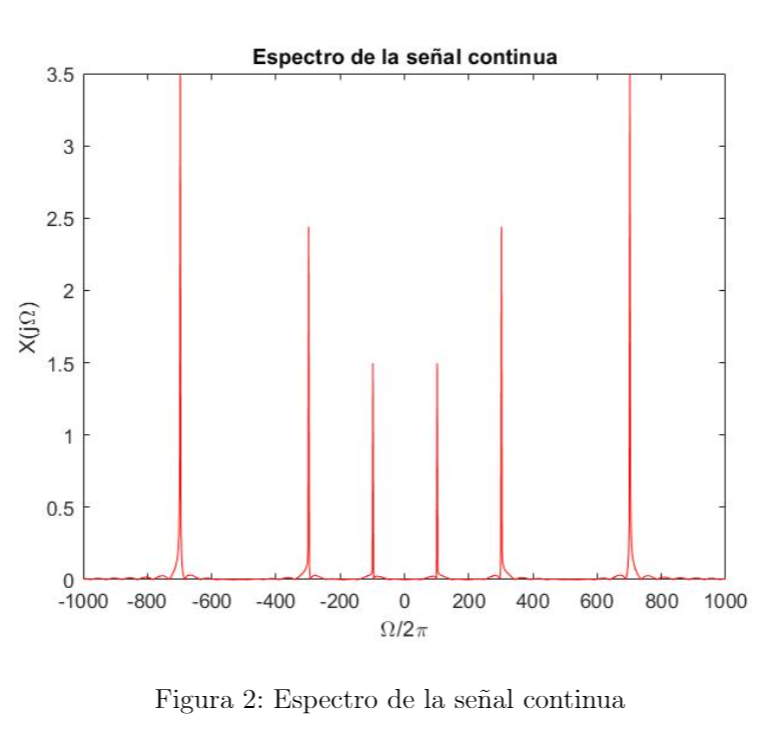 Espectro de la señal continua
3.5
3
2.5
2
1.5
1
0.5
0
X(jΩ)
-1000 -800 -600 -400 -200 0 200 400 600 800 1000
Ω/2π
Figura 2: Espectro de la señal continua